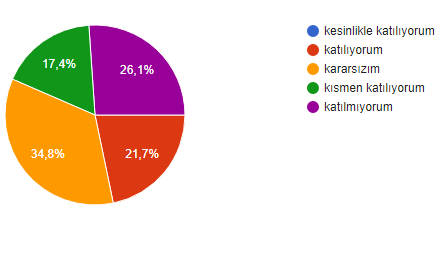 kesinlikle katılıyorum
katılıyorum
kararsızım
kısmen katılıyorum
katılmıyorum
17,4%
26,1%
34,8%
21,7%